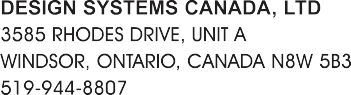 DESIGN SYSTEMS CANADA, LTD
3585 RHODES DRIVE, UNIT A
WINDSOR, ONTARIO, CANADA N8W 5B3
519-944-8807